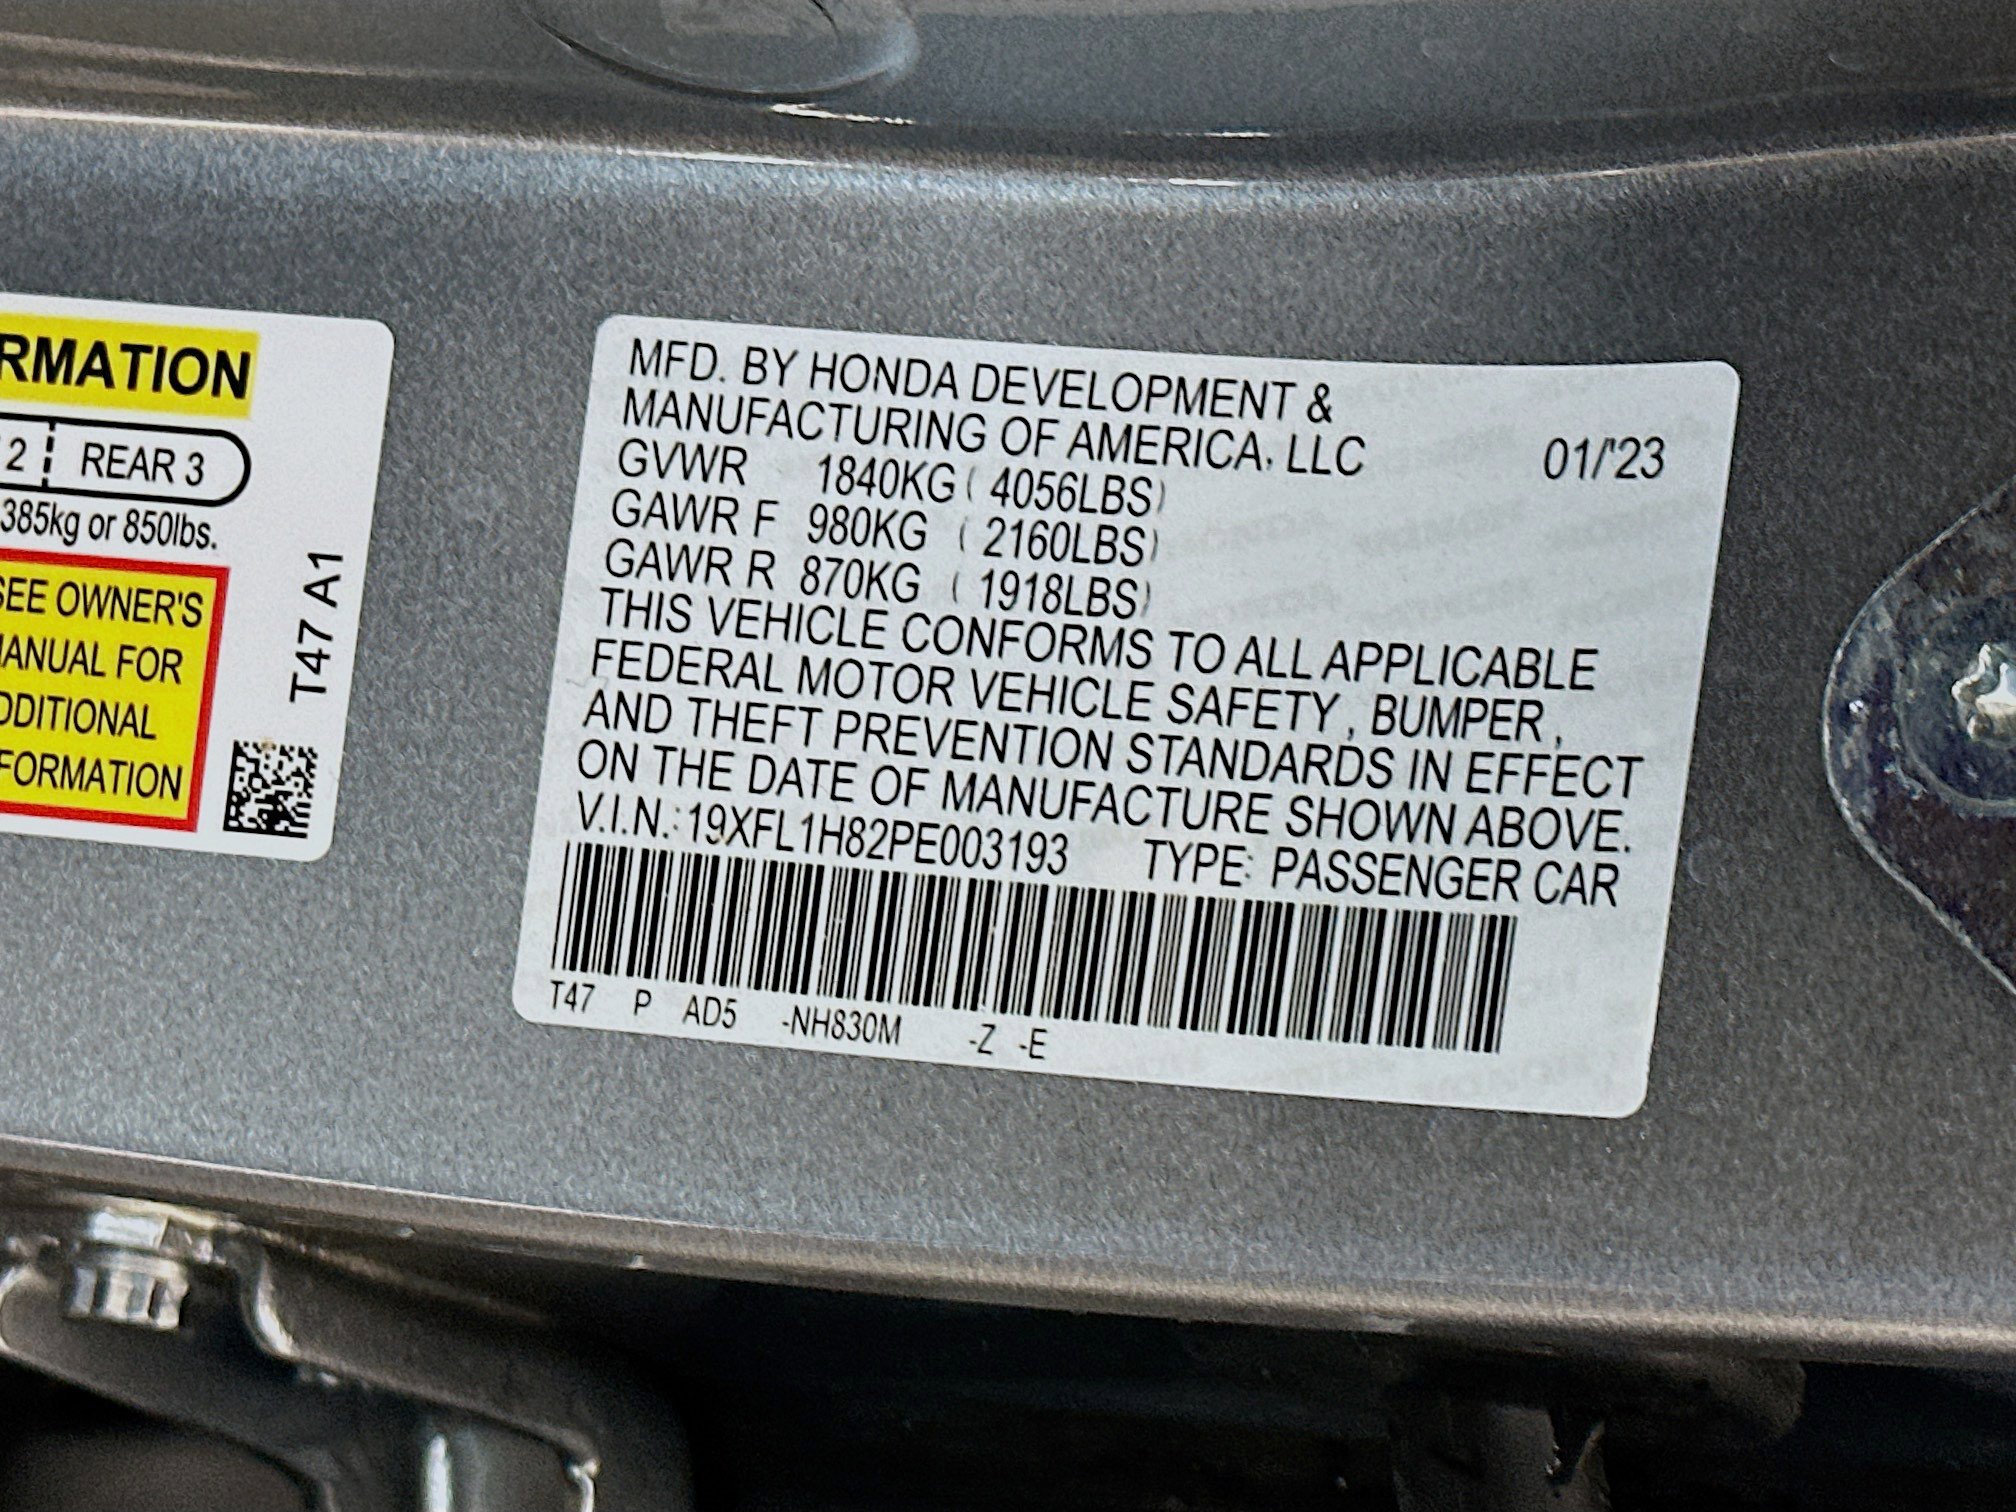 RMATION
2 REAR 3
385kg or 850lbs.
SEE OWNER'S
MANUAL FOR
DDITIONAL
FORMATION
T47 A1
MFD. BY HONDA DEVELOPMENT &
MANUFACTURING OF AMERICA, LLC 01/'23
GVWR 1840KG ( 4056LBS)
GAWR F 980KG ( 2160LBS)
GAWR R 870KG ( 1918LBS)
THIS VEHICLE CONFORMS TO ALL APPLICABLE
FEDERAL MOTOR VEHICLE SAFETY , BUMPER ,
AND THEFT PREVENTION STANDARDS IN EFFECT
ON THE DATE OF MANUFACTURE SHOWN ABOVE.
V.I.N.: 19XFL1H82PE003193 TYPE: PASSENGER CAR
T47 P AD5 -NH830M -Z -E